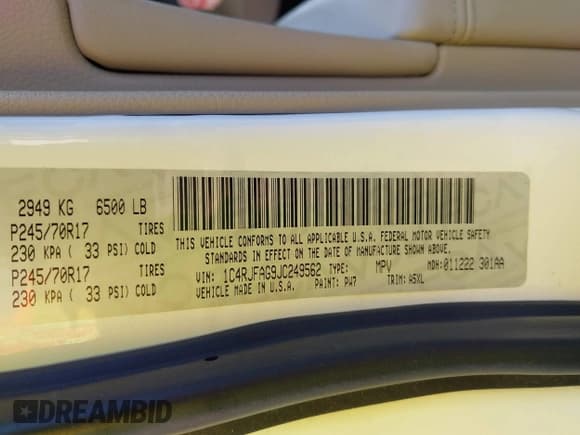 2949 KG 6500 LB
P245/70R17 TIRES
230 KPA ( 33 PSI) COLD
P245/70R17 TIRES
230 KPA ( 33 PSI) COLD
THIS VEHICLE CONFORMS TO ALL APPLICABLE U.S.A. FEDERAL MOTOR VEHICLE SAFETY
STANDARDS IN EFFECT ON THE DATE OF MANUFACTURE SHOWN ABOVE.
VIN: 1C4RJFAG9JC249562 TYPE: MPV MDH: 011222 301AA
VEHICLE MADE IN U.S.A. PAINT: PW7 TRIM: A5XL
DREAMBID